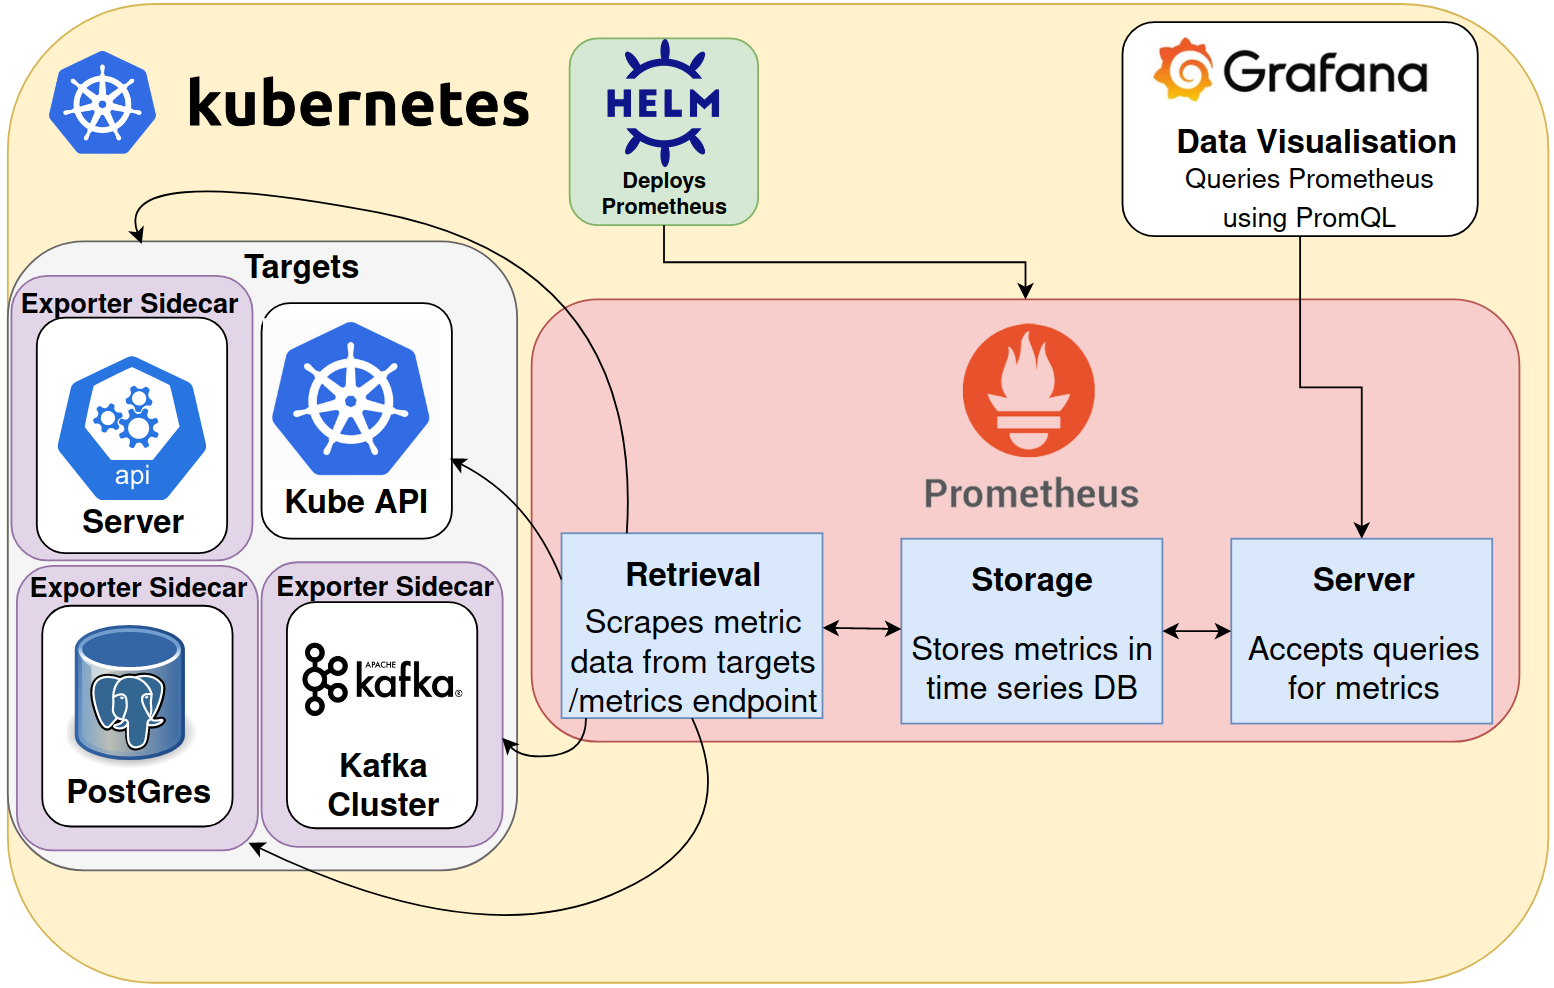 kubernetes
HELM
Deploys
Prometheus
Grafana
Data Visualisation
Queries Prometheus
using PromQL
Targets
Exporter Sidecar
api
Server
Kube API
Exporter Sidecar
PostGres
Exporter Sidecar
APACHE
kafka®
Kafka
Cluster
Prometheus
Retrieval
Scrapes metric
data from targets
/metrics endpoint
Storage
Stores metrics in
time series DB
Server
Accepts queries
for metrics